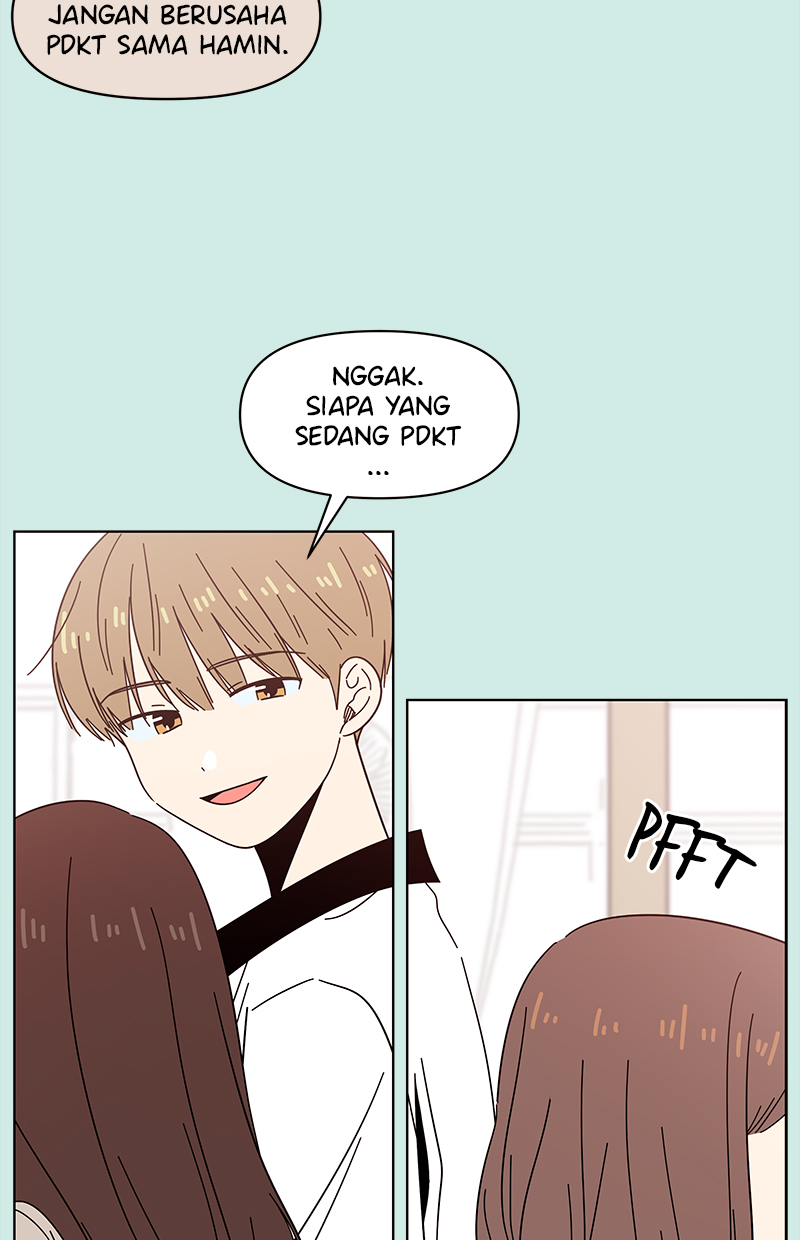 JANGAN BERUSAHA
PDKT SAMA HAMIN.
NGGAK.
SIAPA YANG
SEDANG PDKT
...
PFFT